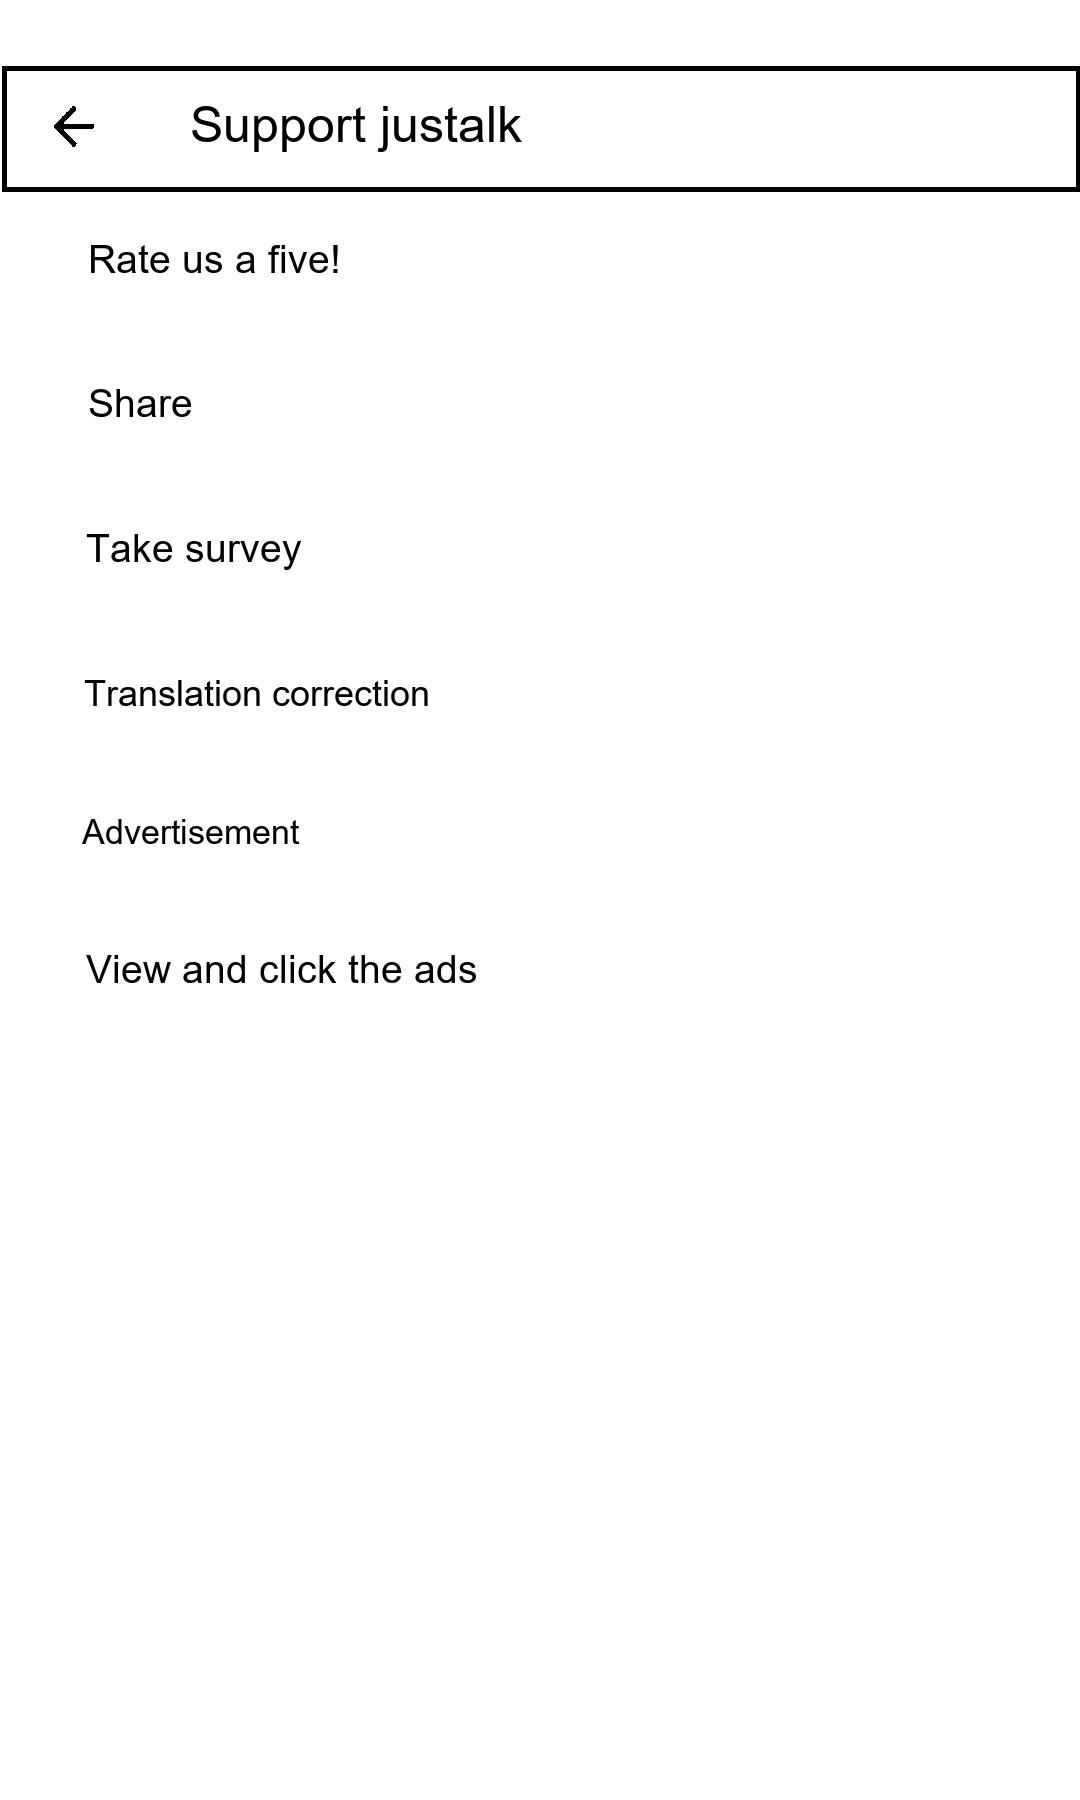 Support justalk
Rate us a five!
Share
Take survey
Translation correction
Advertisement
View and click the ads